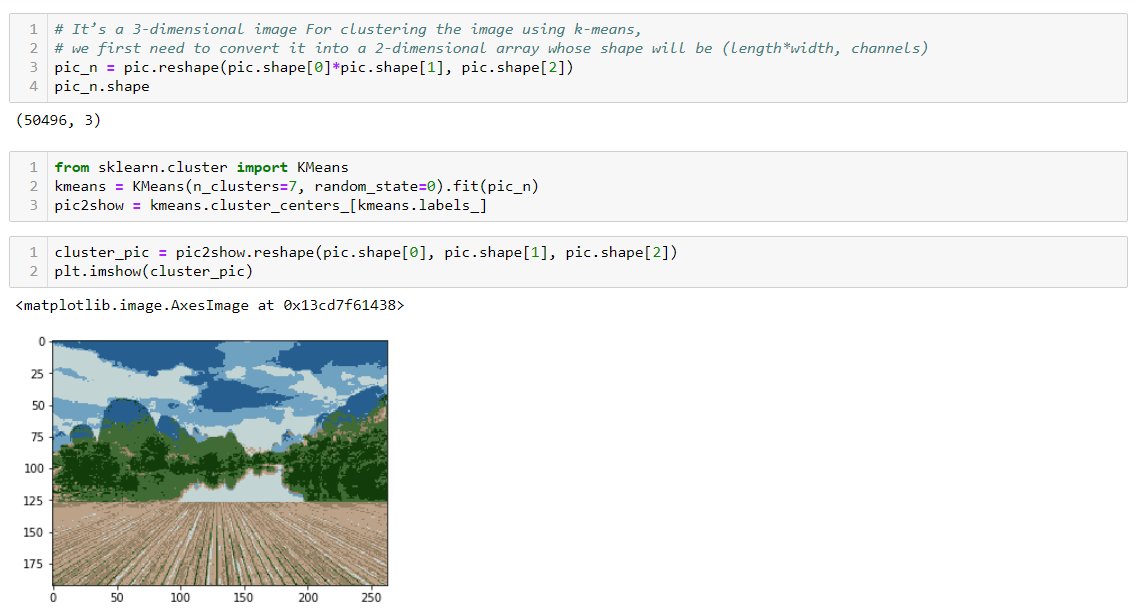 1 # It’s a 3-dimensional image For clustering the image using k-means,
2 # we first need to convert it into a 2-dimensional array whose shape will be (length*width, channels)
3 pic_n = pic.reshape(pic.shape[0]*pic.shape[1], pic.shape[2])
4 pic_n.shape
(50496, 3)
1 from sklearn.cluster import KMeans
2 kmeans = KMeans(n_clusters=7, random_state=0).fit(pic_n)
3 pic2show = kmeans.cluster_centers_[kmeans.labels_]
1 cluster_pic = pic2show.reshape(pic.shape[0], pic.shape[1], pic.shape[2])
2 plt.imshow(cluster_pic)
<matplotlib.image.AxesImage at 0x13cd7f61438>
0
25
50
75
100
125
150
175
0 50 100 150 200 250